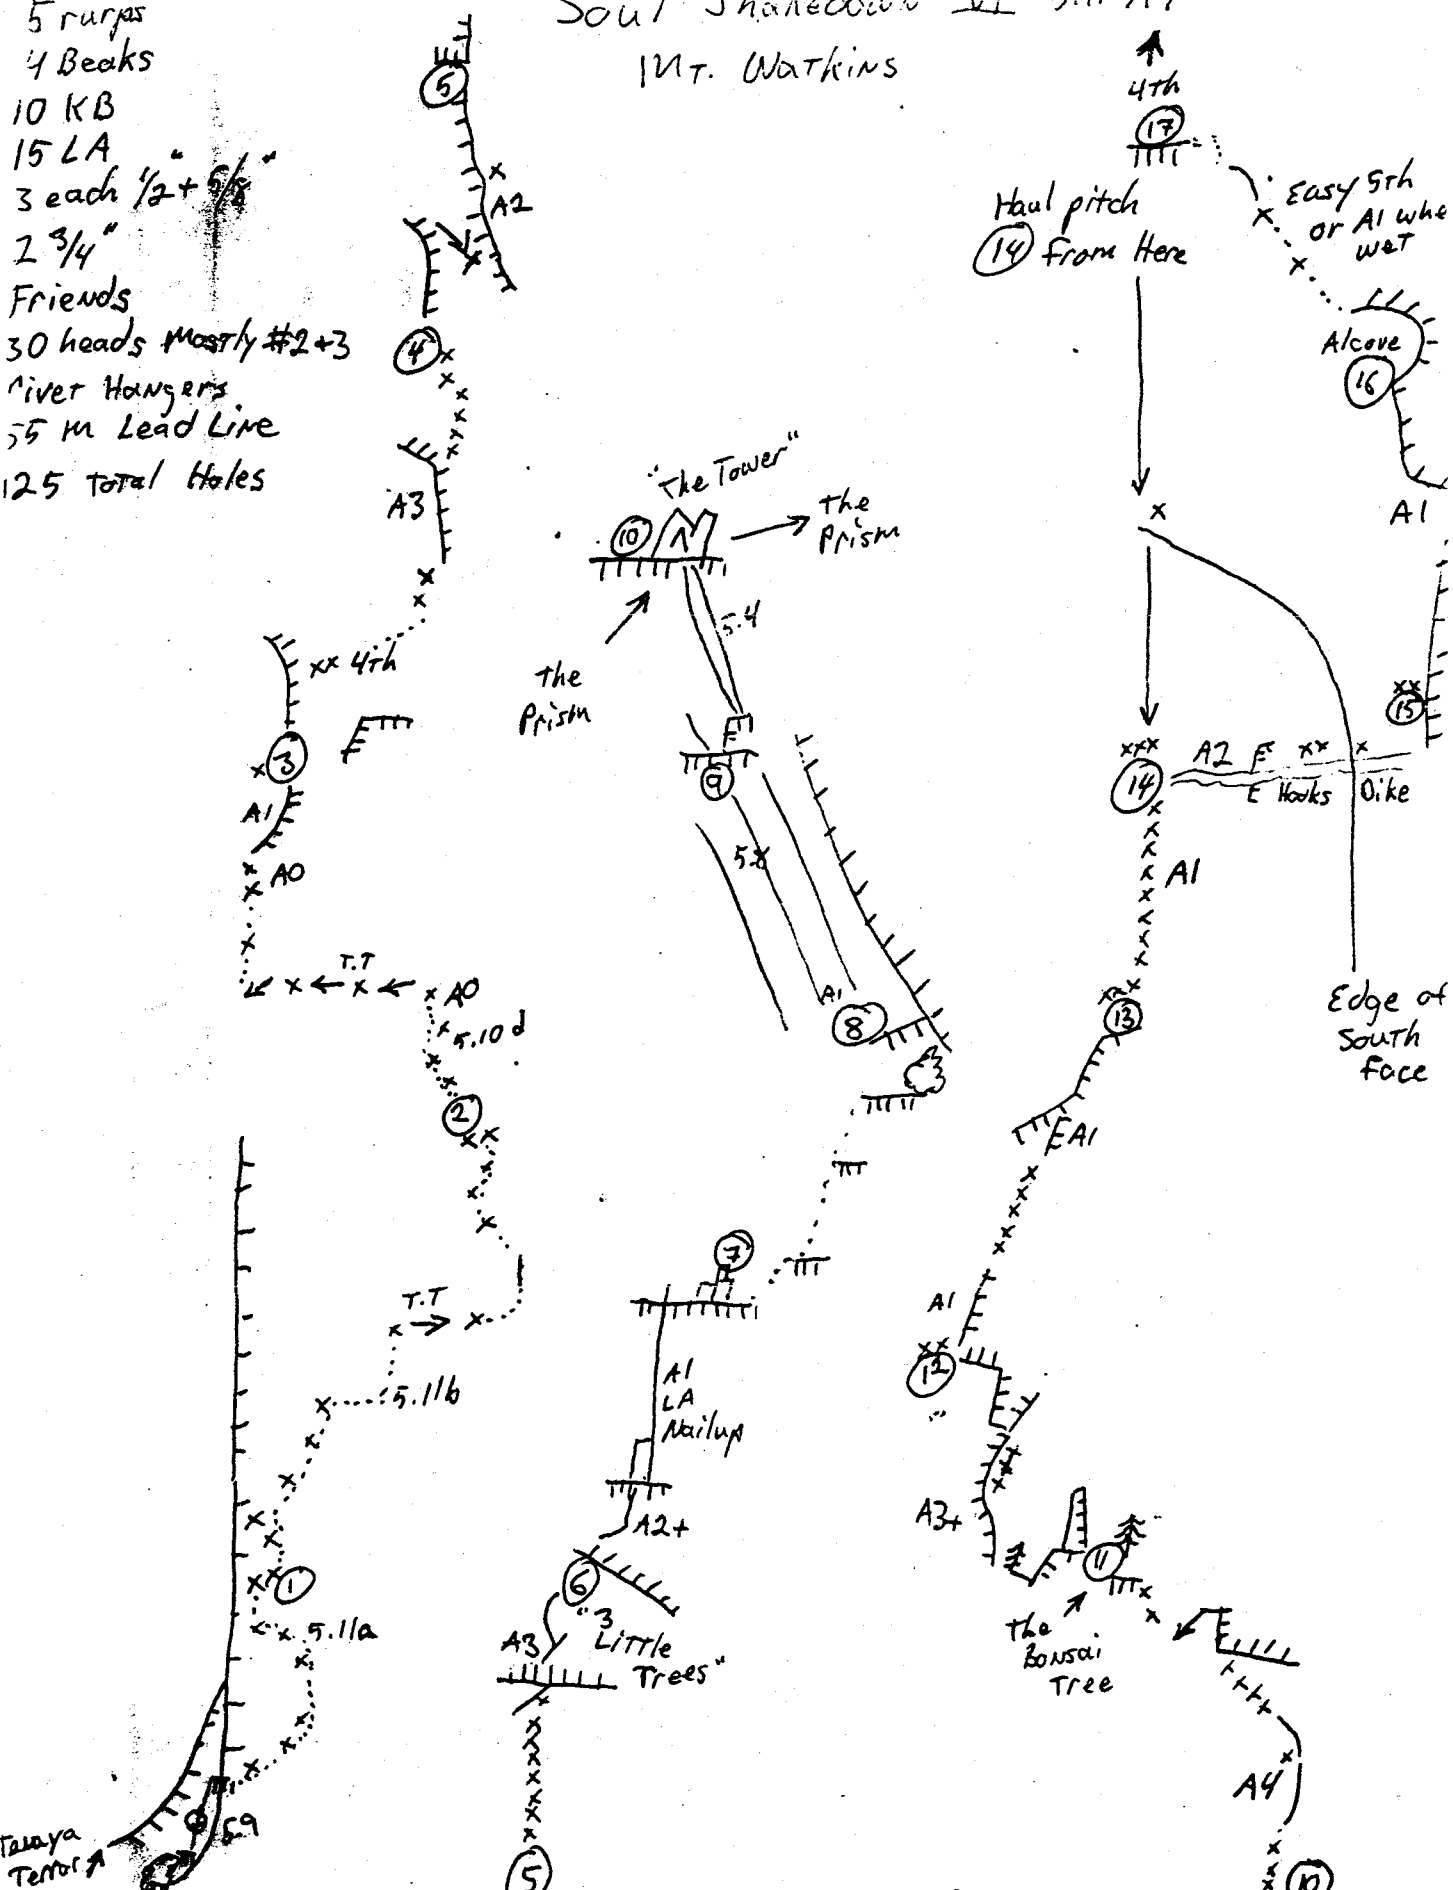 Soul Shakedown VI
Mt. Watkins
5 rurps
4 Beaks
10 KB
15 LA
3 each 1/2" + 5/8"
2 3/4"
Friends
30 heads Mostly #2+3
ivet Hangers
55 m Lead Line
125 total Holes
5
A2
4
A3
xx 4th
3
A1
A0
T.T
A0
5.10d
2
T.T
5.11b
1
5.11a
5.9
Tenaya
Terror
"The Tower"
10
The
Prism
5.4
The
Prism
9
5.8
A1
8
7
A1
LA
Nailup
A2+
6
"3
Little
Trees"
A3
5
4th
17
Haul pitch
14 from Here
Easy 5th
or A1 whe
wet
Alcove
16
A1
15
14
A2
Hooks
Dike
A1
13
Edge of
South
Face
A1
A1
12
A3+
11
The
Bonsai
Tree
A4
10